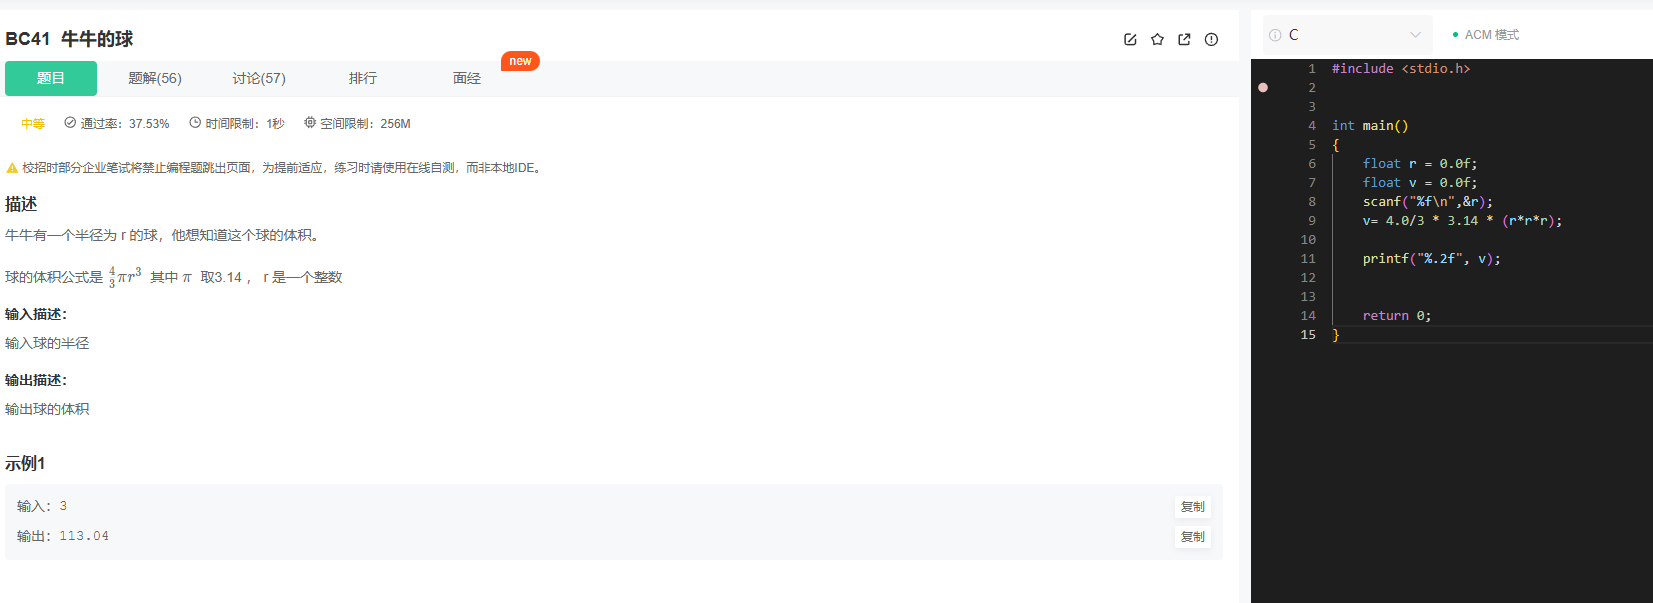 BC41 牛牛的球
题目 题解(56) 讨论(57) 排行 面经 new
中等 通过率：37.53% 时间限制：1秒 空间限制：256M
校招时部分企业笔试将禁止编程题跳出页面，为提前适应，练习时请使用在线自测，而非本地IDE。
描述
牛牛有一个半径为 r 的球，他想知道这个球的体积。
球的体积公式是 4/3 πr³ 其中 π 取3.14 ， r 是一个整数
输入描述：
输入球的半径
输出描述：
输出球的体积
示例1
输入：3 复制
输出：113.04 复制
C ACM 模式
1 #include <stdio.h>
2
3
4 int main()
5 {
6 float r = 0.0f;
7 float v = 0.0f;
8 scanf("%f\n",&r);
9 v= 4.0/3 * 3.14 * (r*r*r);
10
11 printf("%.2f", v);
12
13
14 return 0;
15 }